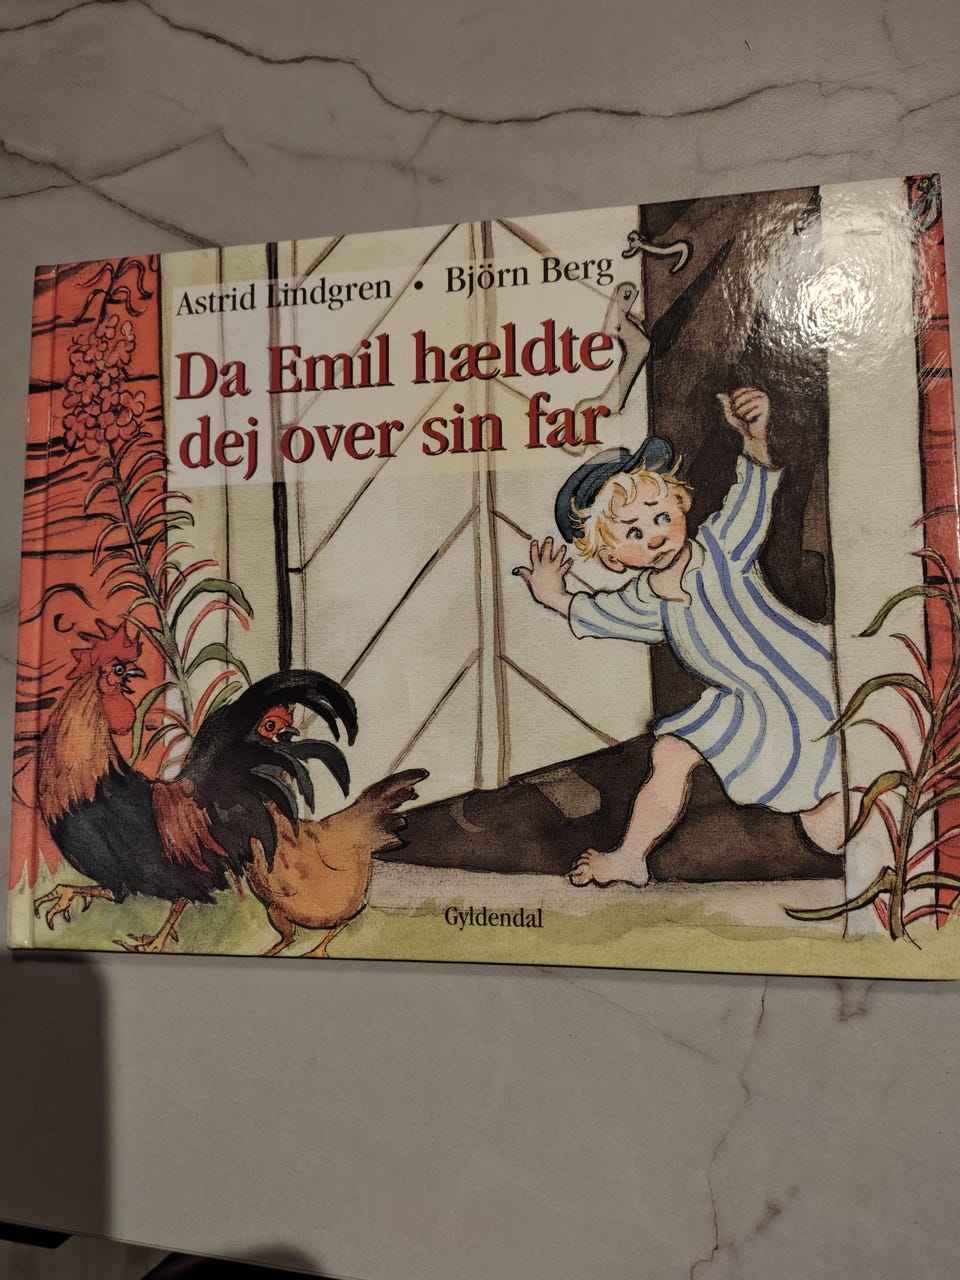 Astrid Lindgren • Björn Berg
Da Emil hældte
dej over sin far
Gyldendal